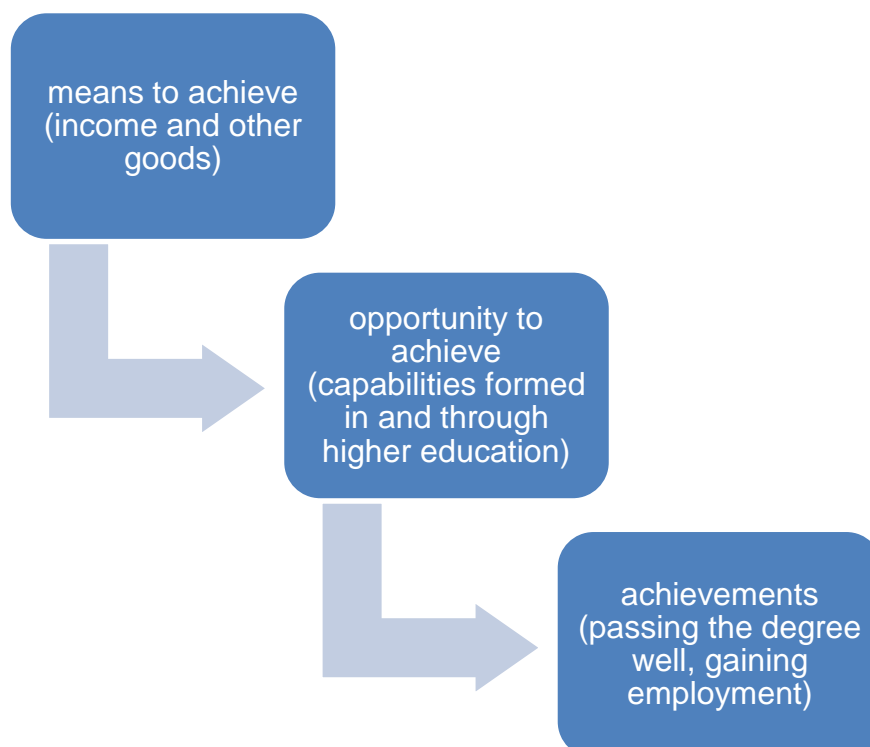 means to achieve
(income and other
goods)
opportunity to
achieve
(capabilities formed
in and through
higher education)
achievements
(passing the degree
well, gaining
employment)